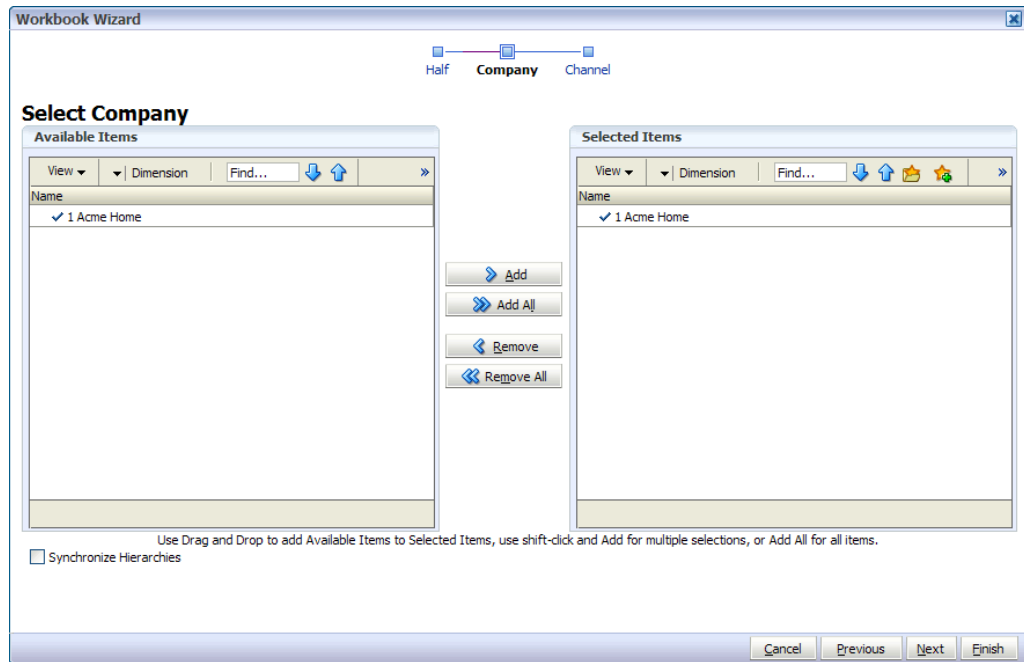 Workbook Wizard
Half Company Channel
Select Company
Available Items
View Dimension Find... »
Name
1 Acme Home
Add
Add All
Remove
Remove All
Selected Items
View Dimension Find... »
Name
1 Acme Home
Use Drag and Drop to add Available Items to Selected Items, use shift-click and Add for multiple selections, or Add All for all items.
Synchronize Hierarchies
Cancel Previous Next Finish